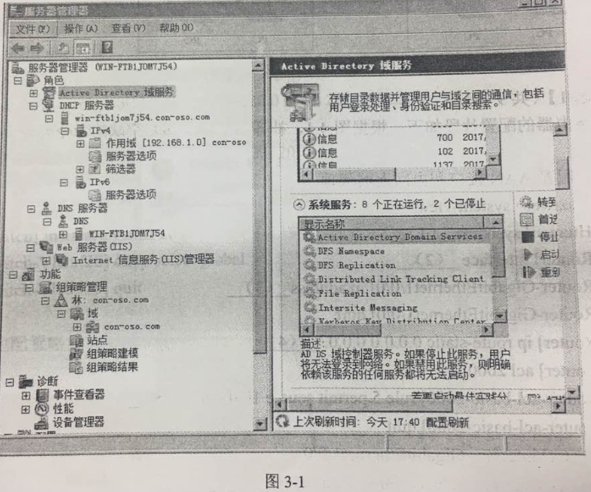 服务器管理器
文件(F) 操作(A) 查看(V) 帮助(H)
服务器管理器 (WIN-FTB1JOM7J54)
角色
Active Directory 域服务
DHCP 服务器
win-ftb1jom7j54.con-oso.com
IPv4
作用域 [192.168.1.0] con-oso
服务器选项
筛选器
IPv6
服务器选项
DNS 服务器
DNS
WIN-FTB1JOM7J54
Web 服务器(IIS)
Internet 信息服务(IIS)管理器
功能
组策略管理
林: con-oso.com
域
con-oso.com
站点
组策略建模
组策略结果
诊断
事件查看器
性能
设备管理器
Active Directory 域服务
存储目录数据并管理用户与域之间的通信，包括
用户登录处理、身份验证和目录搜索。
信息
信息 700 2017/
信息 102 2017/
信息 1137 2017/
系统服务: 8 个正在运行, 2 个已停止
显示名称
Active Directory Domain Services
DFS Namespace
DFS Replication
Distributed Link Tracking Client
File Replication
Intersite Messaging
Kerberos Key Distribution Center
转到
首选
停止
启动
重新
描述:
AD DS 域控制器服务。如果停止此服务，用户
将无法登录到网络。如果禁用此服务，则明确
依赖该服务的任何服务都将无法启动。
上次刷新时间: 今天 17:40 配置刷新
图 3-1